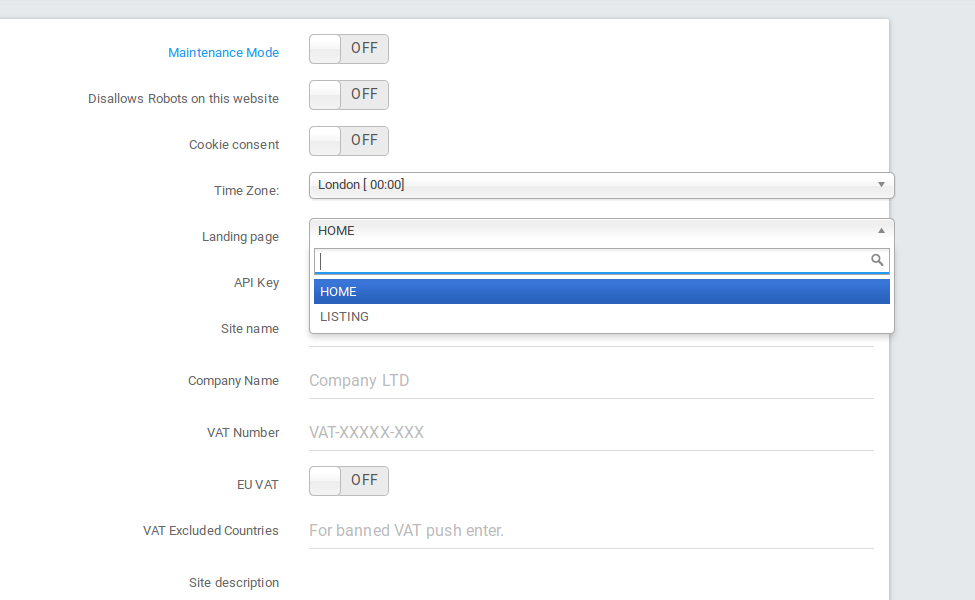 Maintenance Mode OFF
Disallows Robots on this website OFF
Cookie consent OFF
Time Zone: London [ 00:00]
Landing page HOME
HOME
API Key
LISTING
Site name
Company Name Company LTD
VAT Number VAT-XXXXX-XXX
EU VAT OFF
VAT Excluded Countries For banned VAT push enter.
Site description